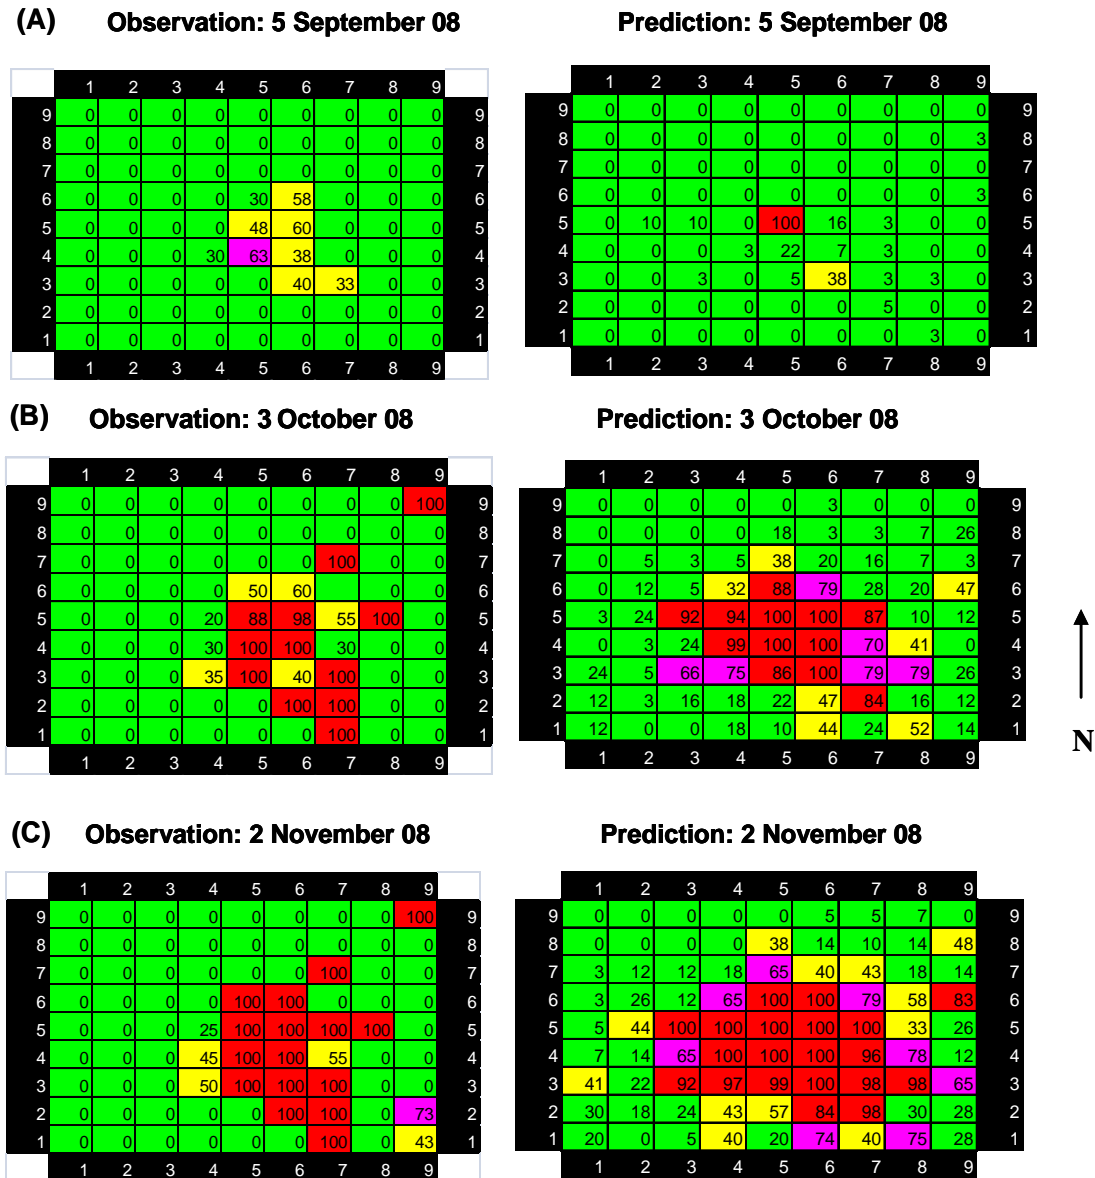 (A)
Observation: 5 September 08
1 2 3 4 5 6 7 8 9
9 0 0 0 0 0 0 0 0 0 9
8 0 0 0 0 0 0 0 0 0 8
7 0 0 0 0 0 0 0 0 0 7
6 0 0 0 0 30 58 0 0 0 6
5 0 0 0 0 48 60 0 0 0 5
4 0 0 0 30 63 38 0 0 0 4
3 0 0 0 0 0 40 33 0 0 3
2 0 0 0 0 0 0 0 0 0 2
1 0 0 0 0 0 0 0 0 0 1
1 2 3 4 5 6 7 8 9
Prediction: 5 September 08
1 2 3 4 5 6 7 8 9
9 0 0 0 0 0 0 0 0 0 9
8 0 0 0 0 0 0 0 0 3 8
7 0 0 0 0 0 0 0 0 0 7
6 0 0 0 0 0 0 0 0 3 6
5 0 10 10 0 100 16 3 0 0 5
4 0 0 0 3 22 7 3 0 0 4
3 0 0 3 0 5 38 3 3 0 3
2 0 0 0 0 0 0 5 0 0 2
1 0 0 0 0 0 0 0 3 0 1
1 2 3 4 5 6 7 8 9
(B)
Observation: 3 October 08
1 2 3 4 5 6 7 8 9
9 0 0 0 0 0 0 0 0 100 9
8 0 0 0 0 0 0 0 0 0 8
7 0 0 0 0 0 0 100 0 0 7
6 0 0 0 0 50 60 0 0 0 6
5 0 0 0 20 88 98 55 100 0 5
4 0 0 0 30 100 100 30 0 0 4
3 0 0 0 35 100 40 100 0 0 3
2 0 0 0 0 0 100 100 0 0 2
1 0 0 0 0 0 0 100 0 0 1
1 2 3 4 5 6 7 8 9
Prediction: 3 October 08
1 2 3 4 5 6 7 8 9
9 0 0 0 0 0 3 0 0 0 9
8 0 0 0 0 18 3 3 7 26 8
7 0 5 3 5 38 20 16 7 3 7
6 0 12 5 32 88 79 28 20 47 6
5 3 24 92 94 100 100 87 10 12 5
4 0 3 24 99 100 100 70 41 0 4
3 24 5 66 75 86 100 79 79 26 3
2 12 3 16 18 22 47 84 16 12 2
1 12 0 0 18 10 44 24 52 14 1
1 2 3 4 5 6 7 8 9
N
(C)
Observation: 2 November 08
1 2 3 4 5 6 7 8 9
9 0 0 0 0 0 0 0 0 100 9
8 0 0 0 0 0 0 0 0 0 8
7 0 0 0 0 0 0 100 0 0 7
6 0 0 0 0 100 100 0 0 0 6
5 0 0 0 25 100 100 100 100 0 5
4 0 0 0 45 100 100 55 0 0 4
3 0 0 0 50 100 100 100 0 0 3
2 0 0 0 0 0 100 100 0 73 2
1 0 0 0 0 0 0 100 0 43 1
1 2 3 4 5 6 7 8 9
Prediction: 2 November 08
1 2 3 4 5 6 7 8 9
9 0 0 0 0 0 5 5 7 0 9
8 0 0 0 0 38 14 10 14 48 8
7 3 12 12 18 65 40 43 18 14 7
6 3 26 12 65 100 100 79 58 83 6
5 5 44 100 100 100 100 100 33 26 5
4 7 14 65 100 100 100 96 78 12 4
3 41 22 92 97 99 100 98 98 65 3
2 30 18 24 43 57 84 98 30 28 2
1 20 0 5 40 20 74 40 75 28 1
1 2 3 4 5 6 7 8 9